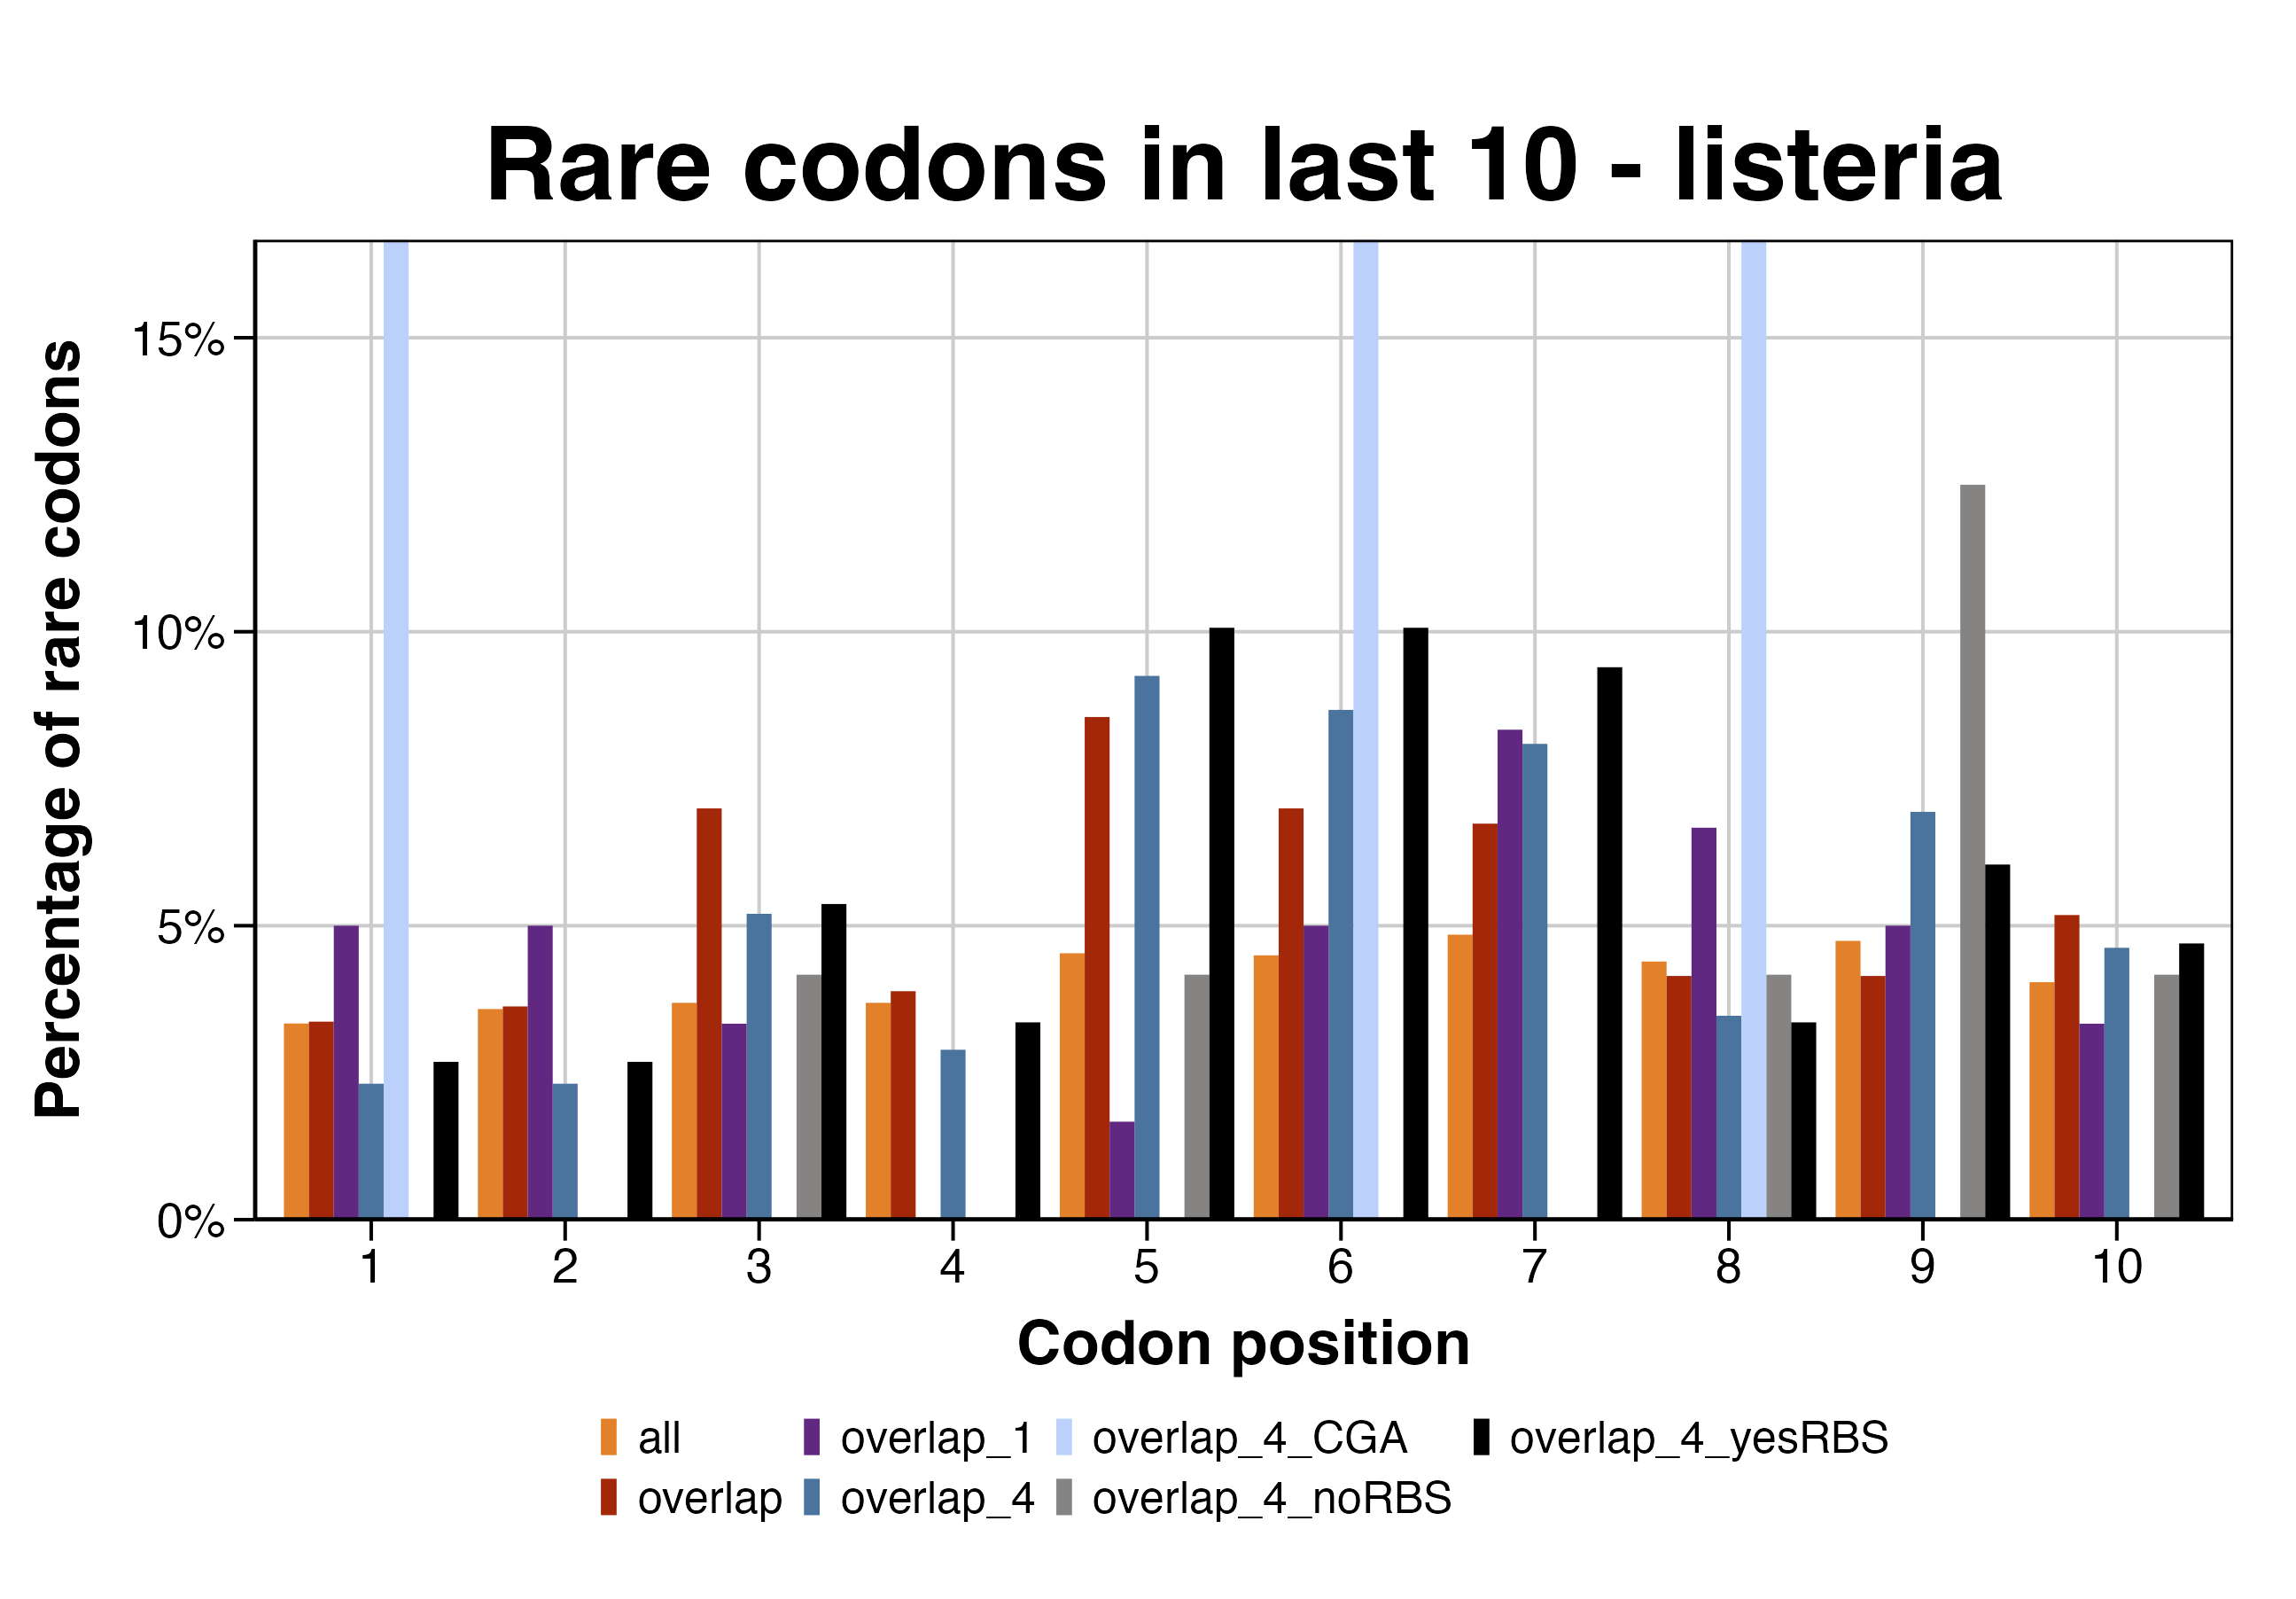 Rare codons in last 10 - listeria
Percentage of rare codons
15%
10%
5%
0%
1 2 3 4 5 6 7 8 9 10
Codon position
all overlap_1 overlap_4_CGA overlap_4_yesRBS
overlap overlap_4 overlap_4_noRBS